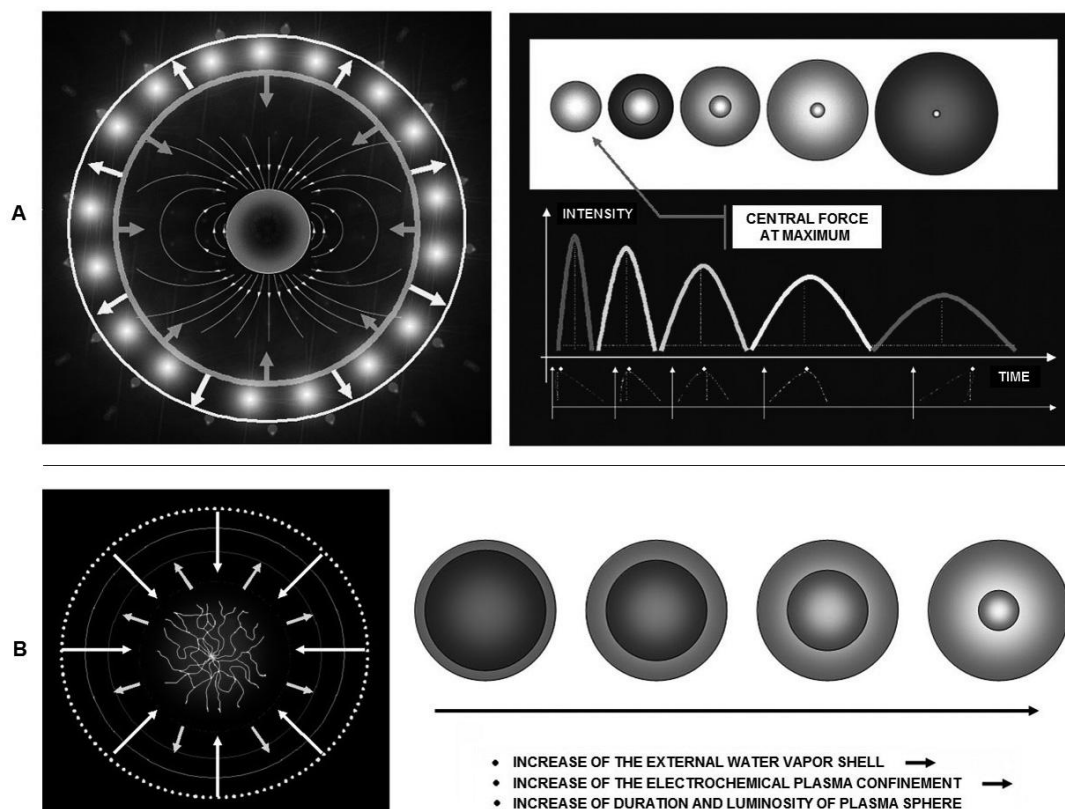 A
INTENSITY
CENTRAL FORCE
AT MAXIMUM
TIME
B
• INCREASE OF THE EXTERNAL WATER VAPOR SHELL
• INCREASE OF THE ELECTROCHEMICAL PLASMA CONFINEMENT
• INCREASE OF DURATION AND LUMINOSITY OF PLASMA SPHERE